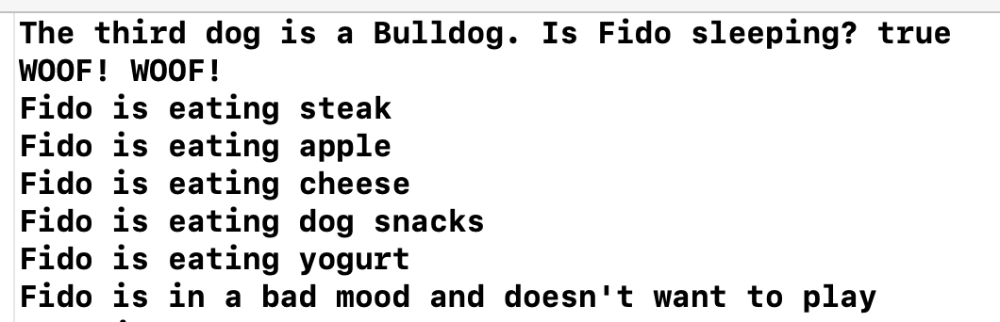 The third dog is a Bulldog. Is Fido sleeping? true
WOOF! WOOF!
Fido is eating steak
Fido is eating apple
Fido is eating cheese
Fido is eating dog snacks
Fido is eating yogurt
Fido is in a bad mood and doesn't want to play